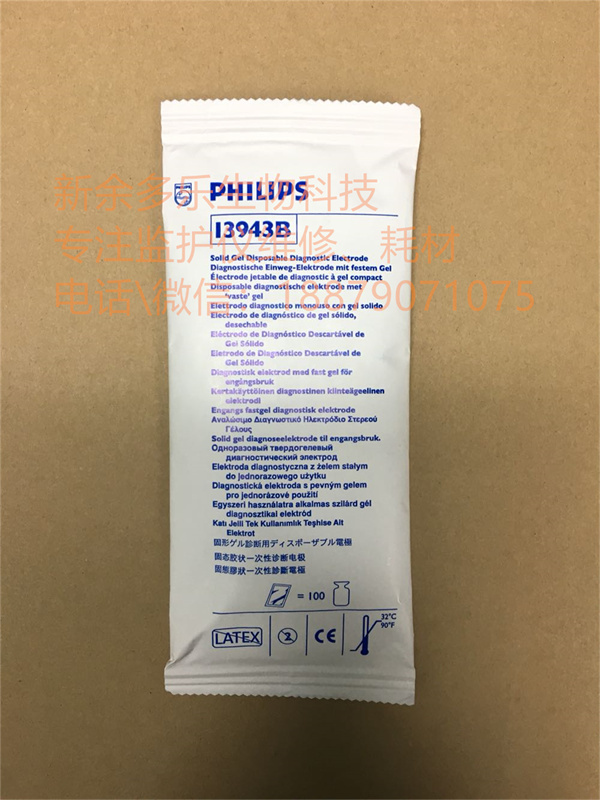 新余多乐生物科技
PHILIPS
13943B
专注监护仪维修、耗材
Solid Gel Disposable Diagnostic Electrode
Diagnostische Einweg-Elektrode mit festem Gel
Électrode jetable de diagnostic à gel compact
Disposable diagnostische elektrode met
'vaste' gel
电话\微信：18879071075
Elettrodo diagnostico monouso con gel solido
Electrodo de diagnóstico de gel sólido,
desechable
Eléctrodo de Diagnóstico Descartável de
Gel Sólido
Eletrodo de Diagnóstico Descartável de
Gel Sólido
Diagnostisk elektrod med fast gel för
engångsbruk
Kertakäyttöinen diagnostinen kiinteägeelinen
elektrodi
Engangs fastgel diagnostisk elektrode
Αναλώσιμο Διαγνωστικό Ηλεκτρόδιο Στερεού
Γέλους
Solid gel diagnoseelektrode til engangsbruk.
Одноразовый твердогелевый
диагностический электрод
Elektroda diagnostyczna z żelem stałym
do jednorazowego użytku
Diagnostická elektroda s pevným gelem
pro jednorázové použití
Egyszeri használatra alkalmas szilárd gél
diagnosztikai elektród
Katı Jelli Tek Kullanımlık Teşhise Ait
Elektrot
固形ゲル診断用ディスポーザブル電極
固态胶状一次性诊断电极
固態膠狀一次性診斷電極
= 100
32°C
90°F
LATEX
2
CE